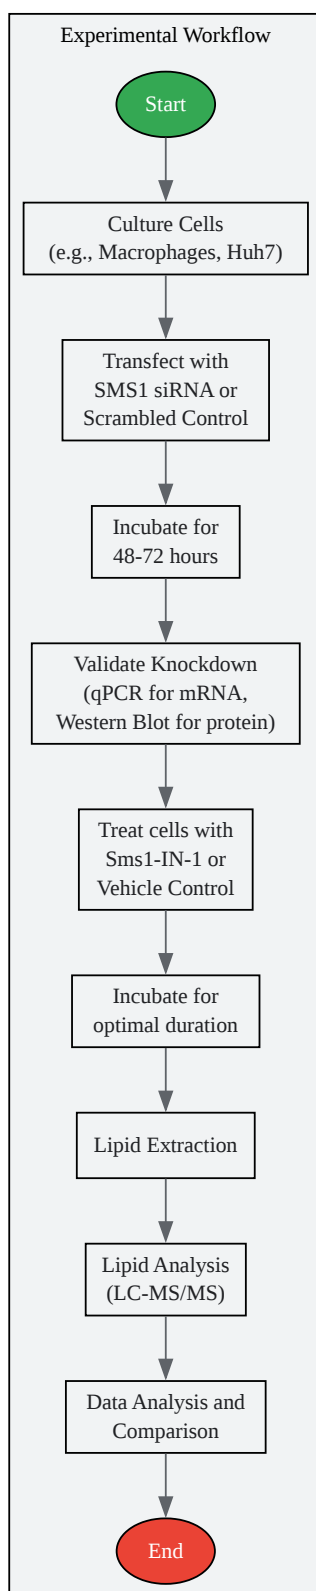 Experimental Workflow
Start
Culture Cells
(e.g., Macrophages, Huh7)
Transfect with
SMS1 siRNA or
Scrambled Control
Incubate for
48-72 hours
Validate Knockdown
(qPCR for mRNA,
Western Blot for protein)
Treat cells with
Sms1-IN-1 or
Vehicle Control
Incubate for
optimal duration
Lipid Extraction
Lipid Analysis
(LC-MS/MS)
Data Analysis and
Comparison
End